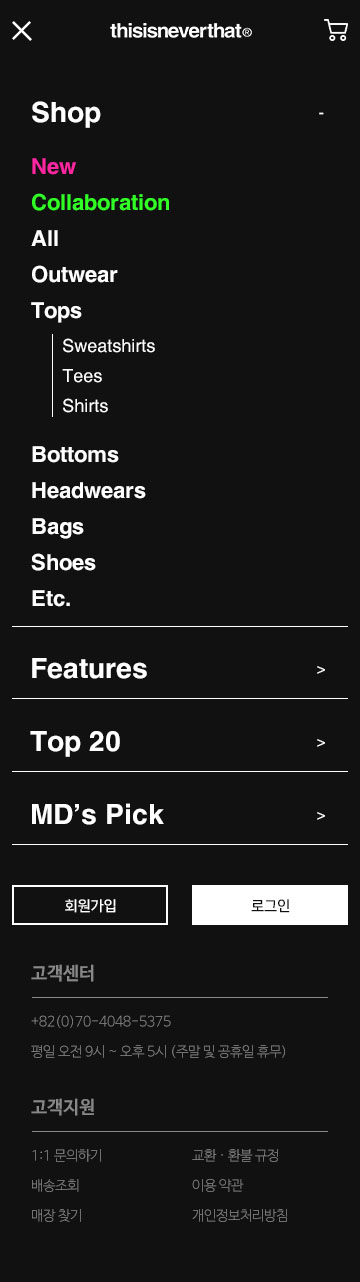 thisisneverthat®
Shop -
New
Collaboration
All
Outwear
Tops
Sweatshirts
Tees
Shirts
Bottoms
Headwears
Bags
Shoes
Etc.
Features >
Top 20 >
MD’s Pick >
회원가입 로그인
고객센터
+82(0)70-4048-5375
평일 오전 9시 ~ 오후 5시 (주말 및 공휴일 휴무)
고객지원
1:1 문의하기 교환 · 환불 규정
배송조회 이용 약관
매장 찾기 개인정보처리방침